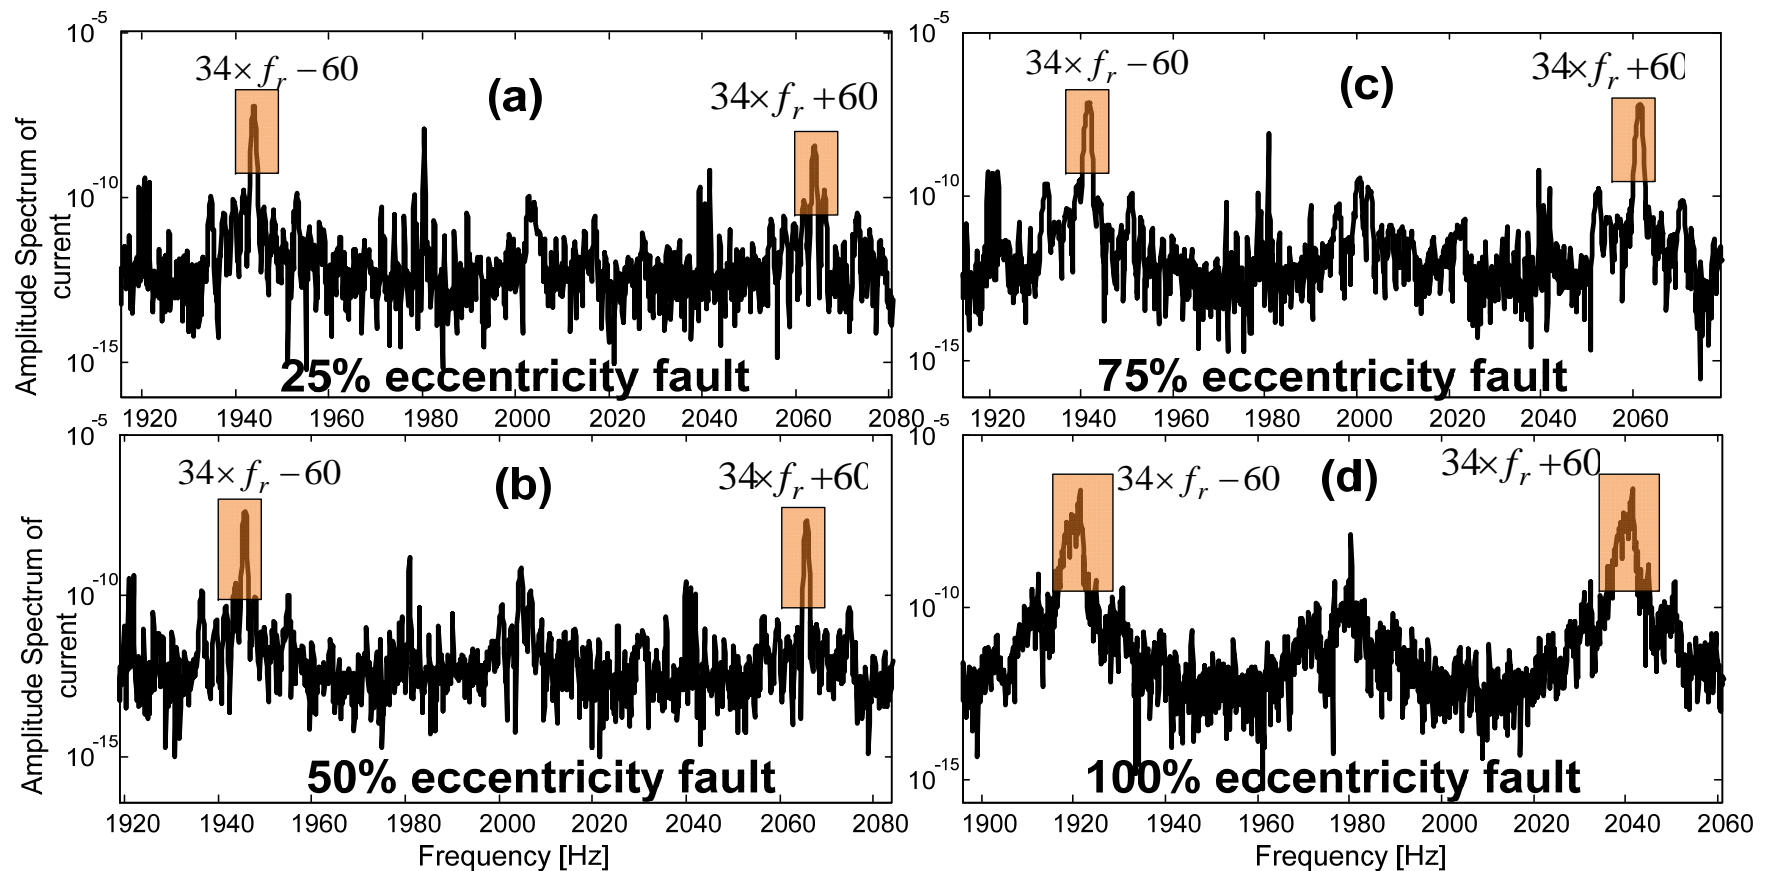 10^-5
10^-10
10^-15
Amplitude Spectrum of
current
34× f_r −60
(a)
34× f_r +60
25% eccentricity fault
1920 1940 1960 1980 2000 2020 2040 2060 2080
10^-5
10^-10
10^-15
34× f_r −60
(c)
34× f_r +60
75% eccentricity fault
1920 1940 1960 1980 2000 2020 2040 2060
10^-5
10^-10
10^-15
Amplitude Spectrum of
current
34× f_r −60
(b)
34× f_r +60
50% eccentricity fault
1920 1940 1960 1980 2000 2020 2040 2060 2080
Frequency [Hz]
10^-5
10^-10
10^-15
34× f_r −60
(d)
34× f_r +60
100% eccentricity fault
1900 1920 1940 1960 1980 2000 2020 2040 2060
Frequency [Hz]